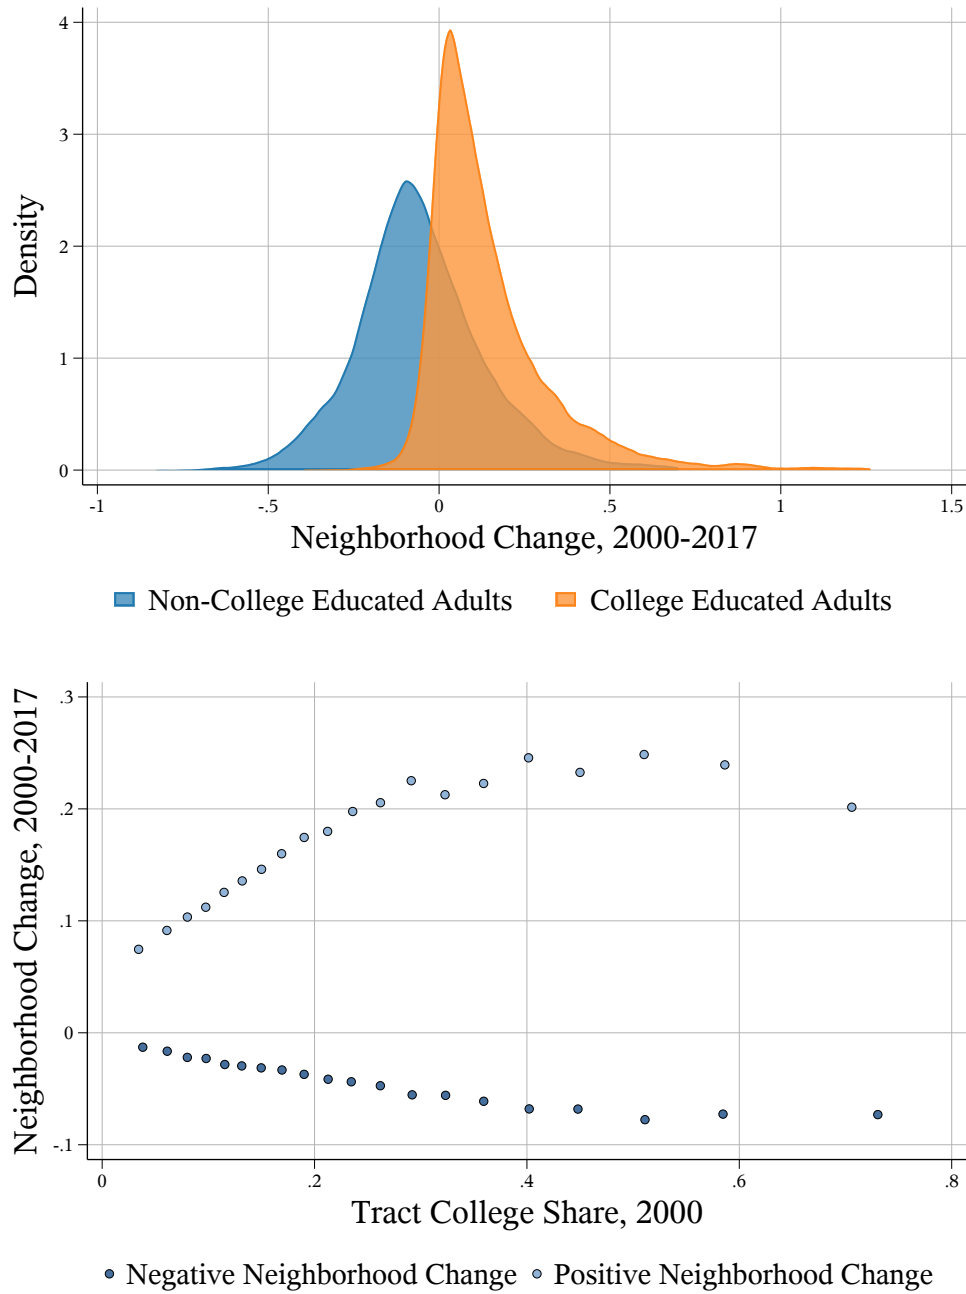 4
3
2
1
0
Density
-1
-.5
0
.5
1
1.5
Neighborhood Change, 2000-2017
Non-College Educated Adults
College Educated Adults
.3
.2
.1
0
-.1
Neighborhood Change, 2000-2017
0
.2
.4
.6
.8
Tract College Share, 2000
Negative Neighborhood Change
Positive Neighborhood Change